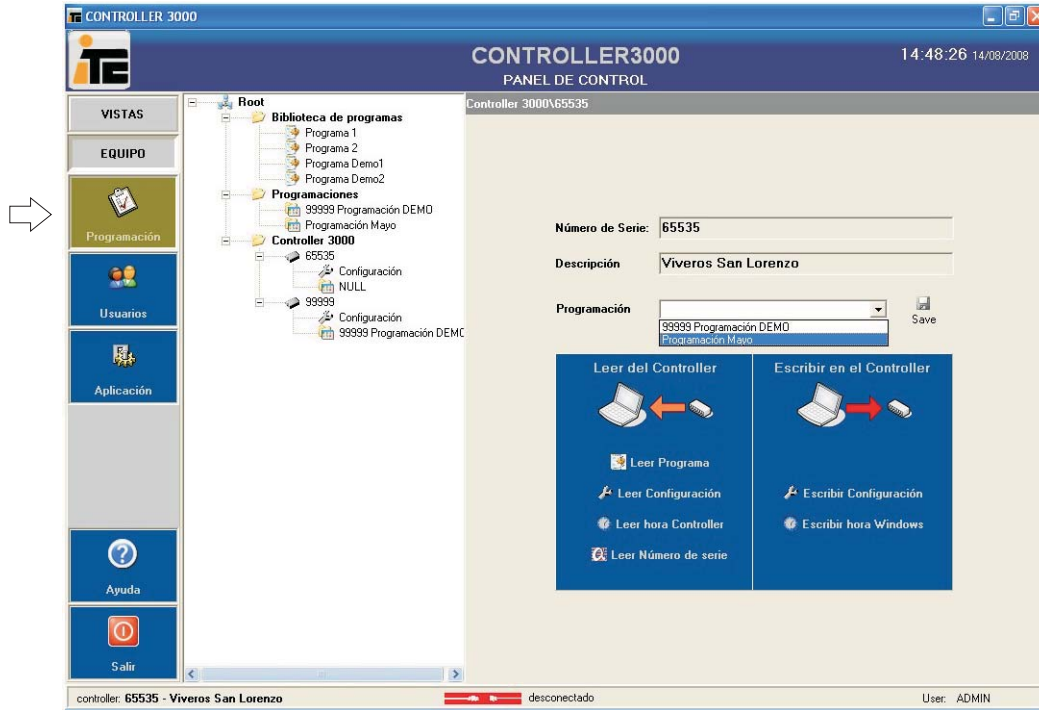 CONTROLLER 3000
iTC
CONTROLLER3000
PANEL DE CONTROL
14:48:26 14/08/2008
VISTAS
EQUIPO
Programación
Usuarios
Aplicación
Ayuda
Salir
Root
Biblioteca de programas
Programa 1
Programa 2
Programa Demo1
Programa Demo2
Programaciones
99999 Programación DEMO
Programación Mayo
Controller 3000
65535
Configuración
NULL
99999
Configuración
99999 Programación DEMO
Controller 3000\65535
Número de Serie: 65535
Descripción Viveros San Lorenzo
Programación
Save
99999 Programación DEMO
Programación Mayo
Leer del Controller
Leer Programa
Leer Configuración
Leer hora Controller
Leer Número de serie
Escribir en el Controller
Escribir Configuración
Escribir hora Windows
controller: 65535 - Viveros San Lorenzo
desconectado
User: ADMIN